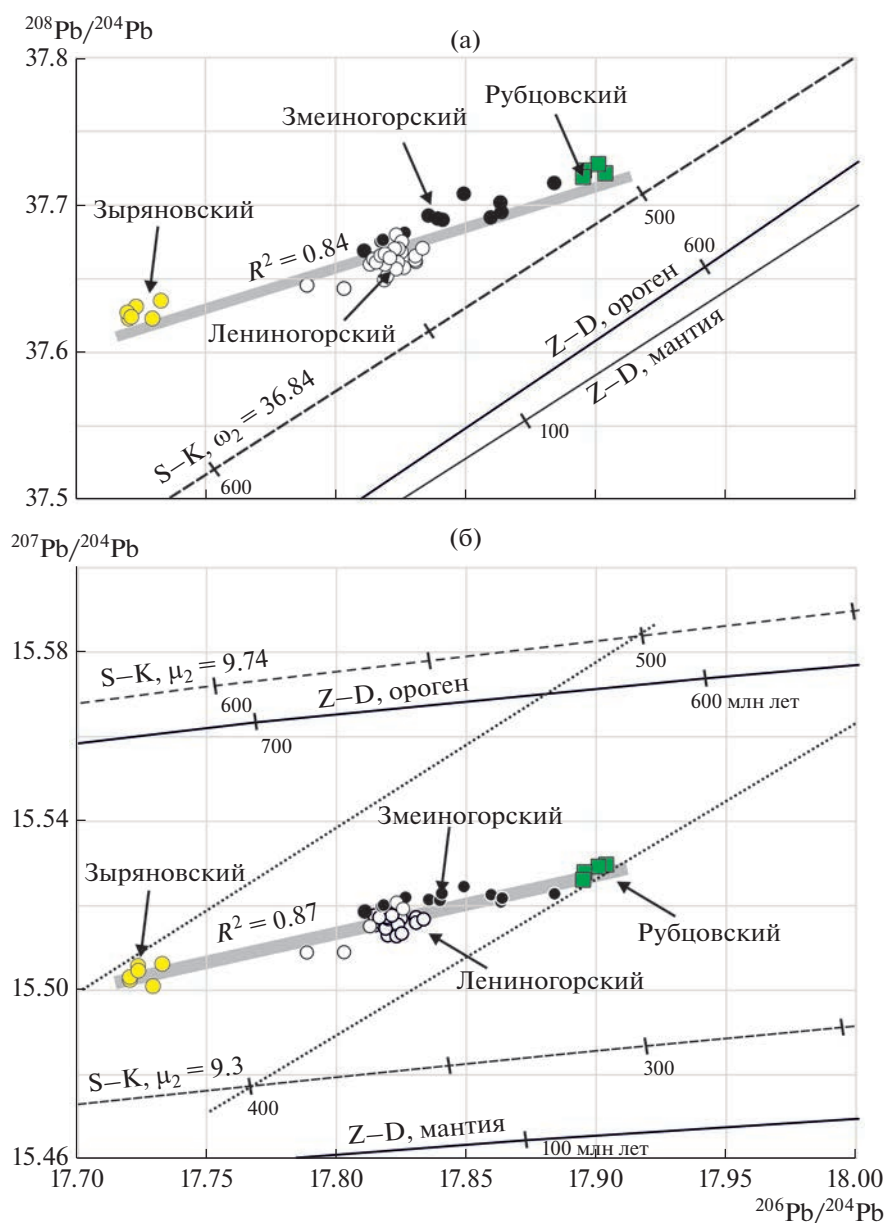 ²⁰⁸Pb/²⁰⁴Pb
(а)
37.8
Рубцовский
Змеиногорский
37.7
Зыряновский
500
600
R² = 0.84
Z–D, ороген
Лениногорский
37.6
Z–D, мантия
S–K, ω₂ = 36.84
100
600
37.5
²⁰⁷Pb/²⁰⁴Pb
(б)
15.58
S–K, μ₂ = 9.74
500
600
Z–D, ороген
600 млн лет
700
15.54
Змеиногорский
Зыряновский
R² = 0.87
Рубцовский
Лениногорский
15.50
S–K, μ₂ = 9.3
300
400
Z–D, мантия
100 млн лет
15.46
17.70 17.75 17.80 17.85 17.90 17.95 18.00
²⁰⁶Pb/²⁰⁴Pb